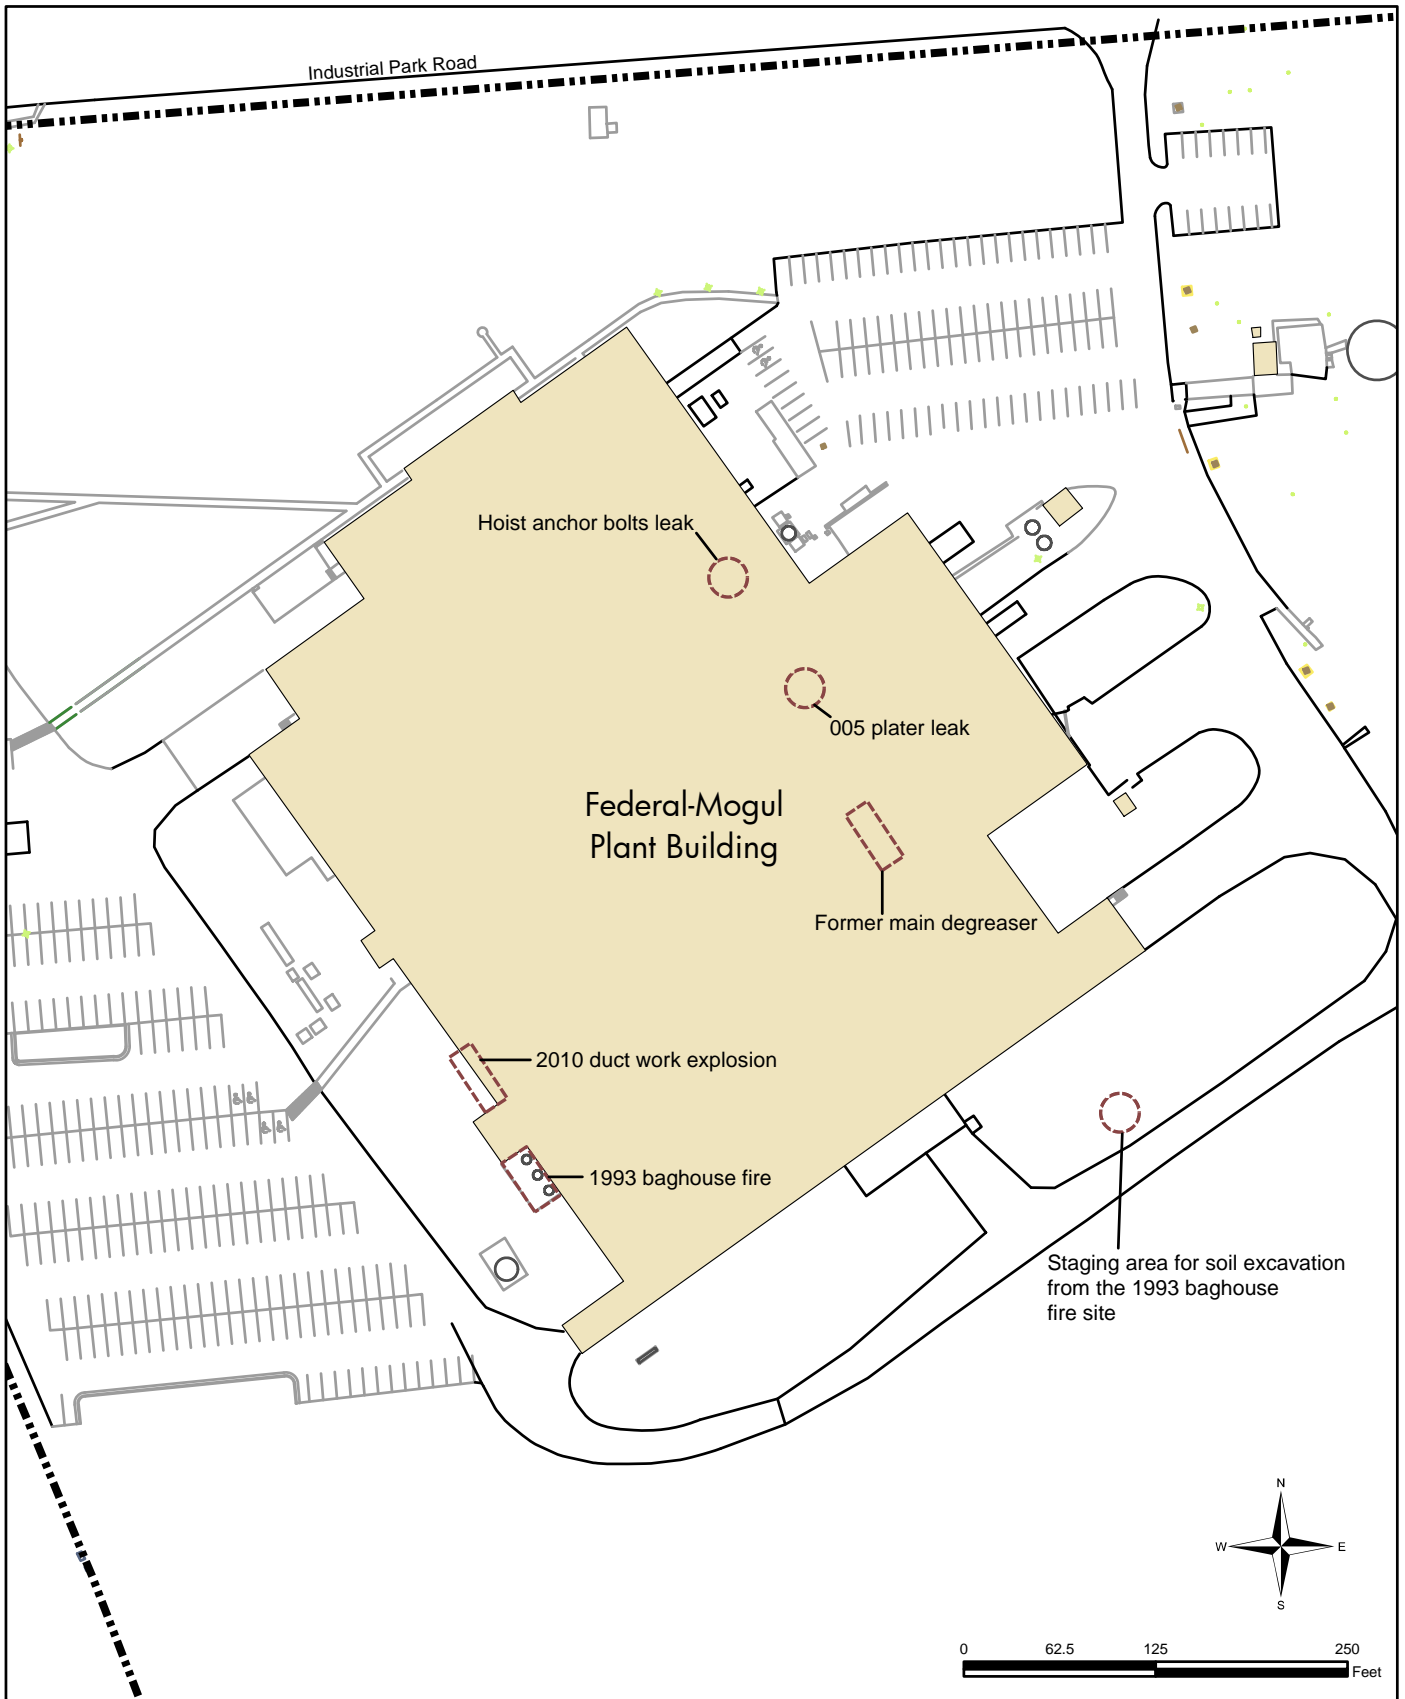 Industrial Park Road
Hoist anchor bolts leak
005 plater leak
Federal-Mogul
Plant Building
Former main degreaser
2010 duct work explosion
1993 baghouse fire
Staging area for soil excavation
from the 1993 baghouse
fire site
N
W
E
S
0 62.5 125 250
Feet